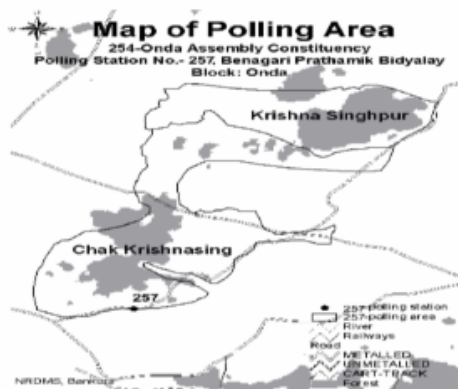 Map of Polling Area
254-Onda Assembly Constituency
Polling Station No.- 257, Benagari Prathamik Bidyalay
Block: Onda
Krishna Singhpur
Chak Krishnasing
257
257-polling station
257-polling area
River
Railways
Road
METALLED
UNMETALLED
CART-TRACK
Forest
NRDMS, Bankura